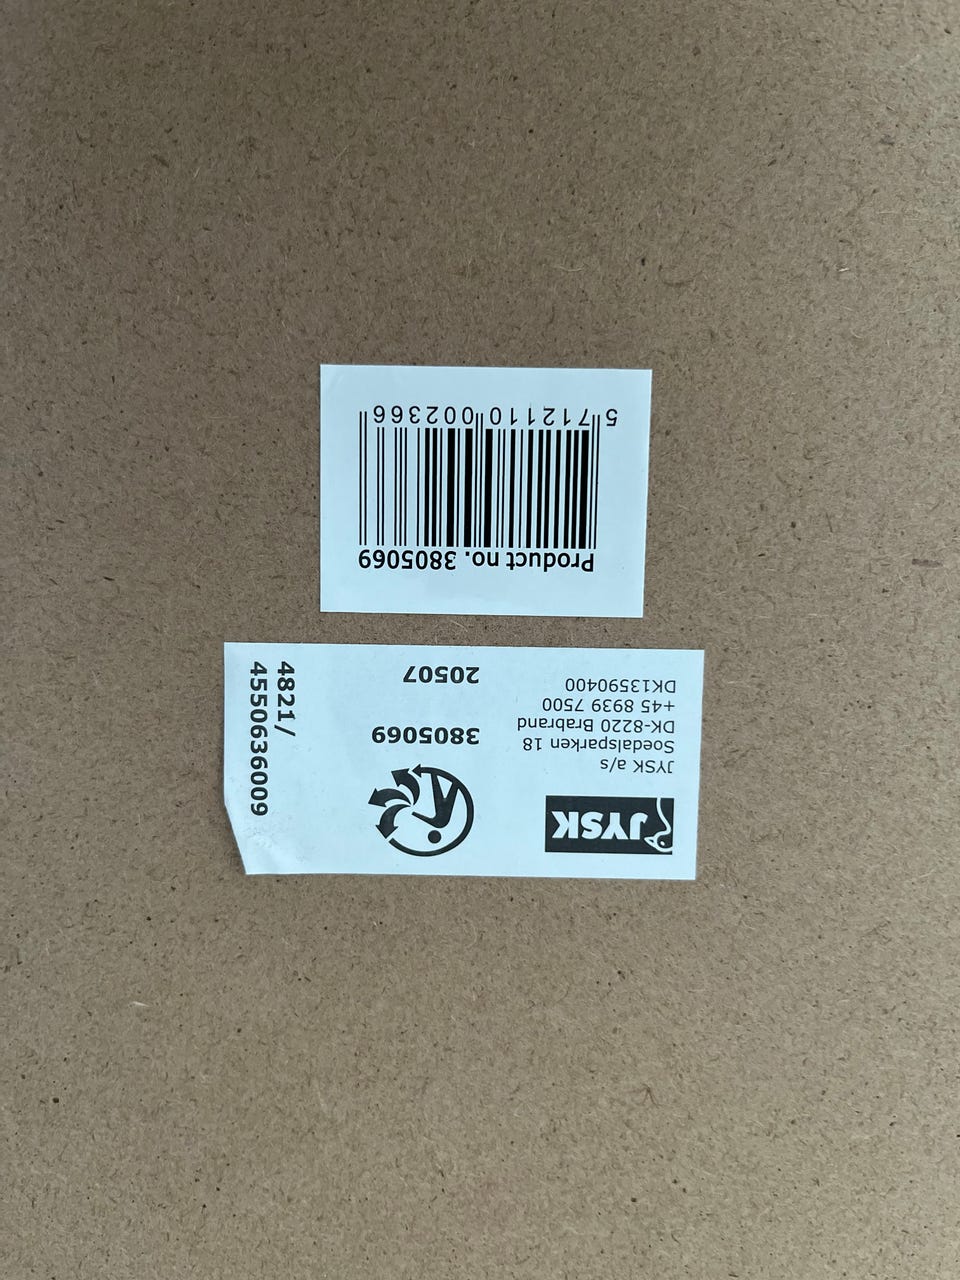 JYSK
JYSK a/s
Soedalsparken 18
DK-8220 Brabrand
+45 8939 7500
DK13590400
3805069
20507
4821/
4550636009
Product no. 3805069
5 712110 002366